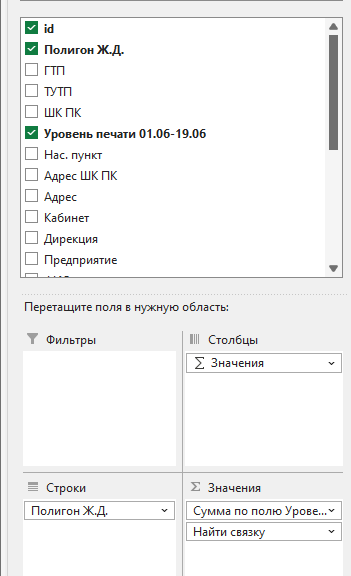 id
Полигон Ж.Д.
ГТП
ТУТП
ШК ПК
Уровень печати 01.06-19.06
Нас. пункт
Адрес ШК ПК
Адрес
Кабинет
Дирекция
Предприятие
Перетащите поля в нужную область:
Фильтры
Столбцы
Σ Значения
Строки
Σ Значения
Полигон Ж.Д.
Сумма по полю Урове...
Найти связку